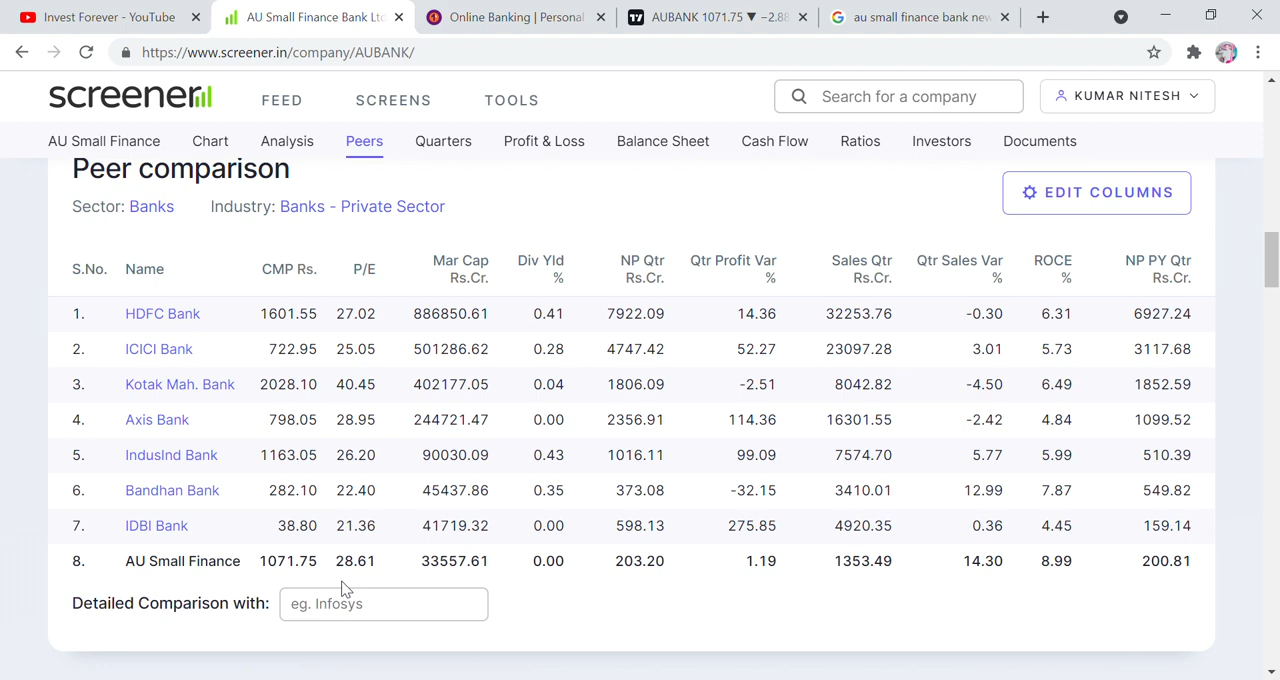 Invest Forever - YouTube
AU Small Finance Bank Ltd
Online Banking | Personal
AUBANK 1071.75 ▼ −2.88
au small finance bank new
https://www.screener.in/company/AUBANK/
screener
FEED
SCREENS
TOOLS
Search for a company
KUMAR NITESH
AU Small Finance Chart Analysis Peers Quarters Profit & Loss Balance Sheet Cash Flow Ratios Investors Documents
Peer comparison
Sector: Banks Industry: Banks - Private Sector
EDIT COLUMNS
S.No. Name CMP Rs. P/E Mar Cap Rs.Cr. Div Yld % NP Qtr Rs.Cr. Qtr Profit Var % Sales Qtr Rs.Cr. Qtr Sales Var % ROCE % NP PY Qtr Rs.Cr.
1. HDFC Bank 1601.55 27.02 886850.61 0.41 7922.09 14.36 32253.76 -0.30 6.31 6927.24
2. ICICI Bank 722.95 25.05 501286.62 0.28 4747.42 52.27 23097.28 3.01 5.73 3117.68
3. Kotak Mah. Bank 2028.10 40.45 402177.05 0.04 1806.09 -2.51 8042.82 -4.50 6.49 1852.59
4. Axis Bank 798.05 28.95 244721.47 0.00 2356.91 114.36 16301.55 -2.42 4.84 1099.52
5. IndusInd Bank 1163.05 26.20 90030.09 0.43 1016.11 99.09 7574.70 5.77 5.99 510.39
6. Bandhan Bank 282.10 22.40 45437.86 0.35 373.08 -32.15 3410.01 12.99 7.87 549.82
7. IDBI Bank 38.80 21.36 41719.32 0.00 598.13 275.85 4920.35 0.36 4.45 159.14
8. AU Small Finance 1071.75 28.61 33557.61 0.00 203.20 1.19 1353.49 14.30 8.99 200.81
Detailed Comparison with: eg. Infosys